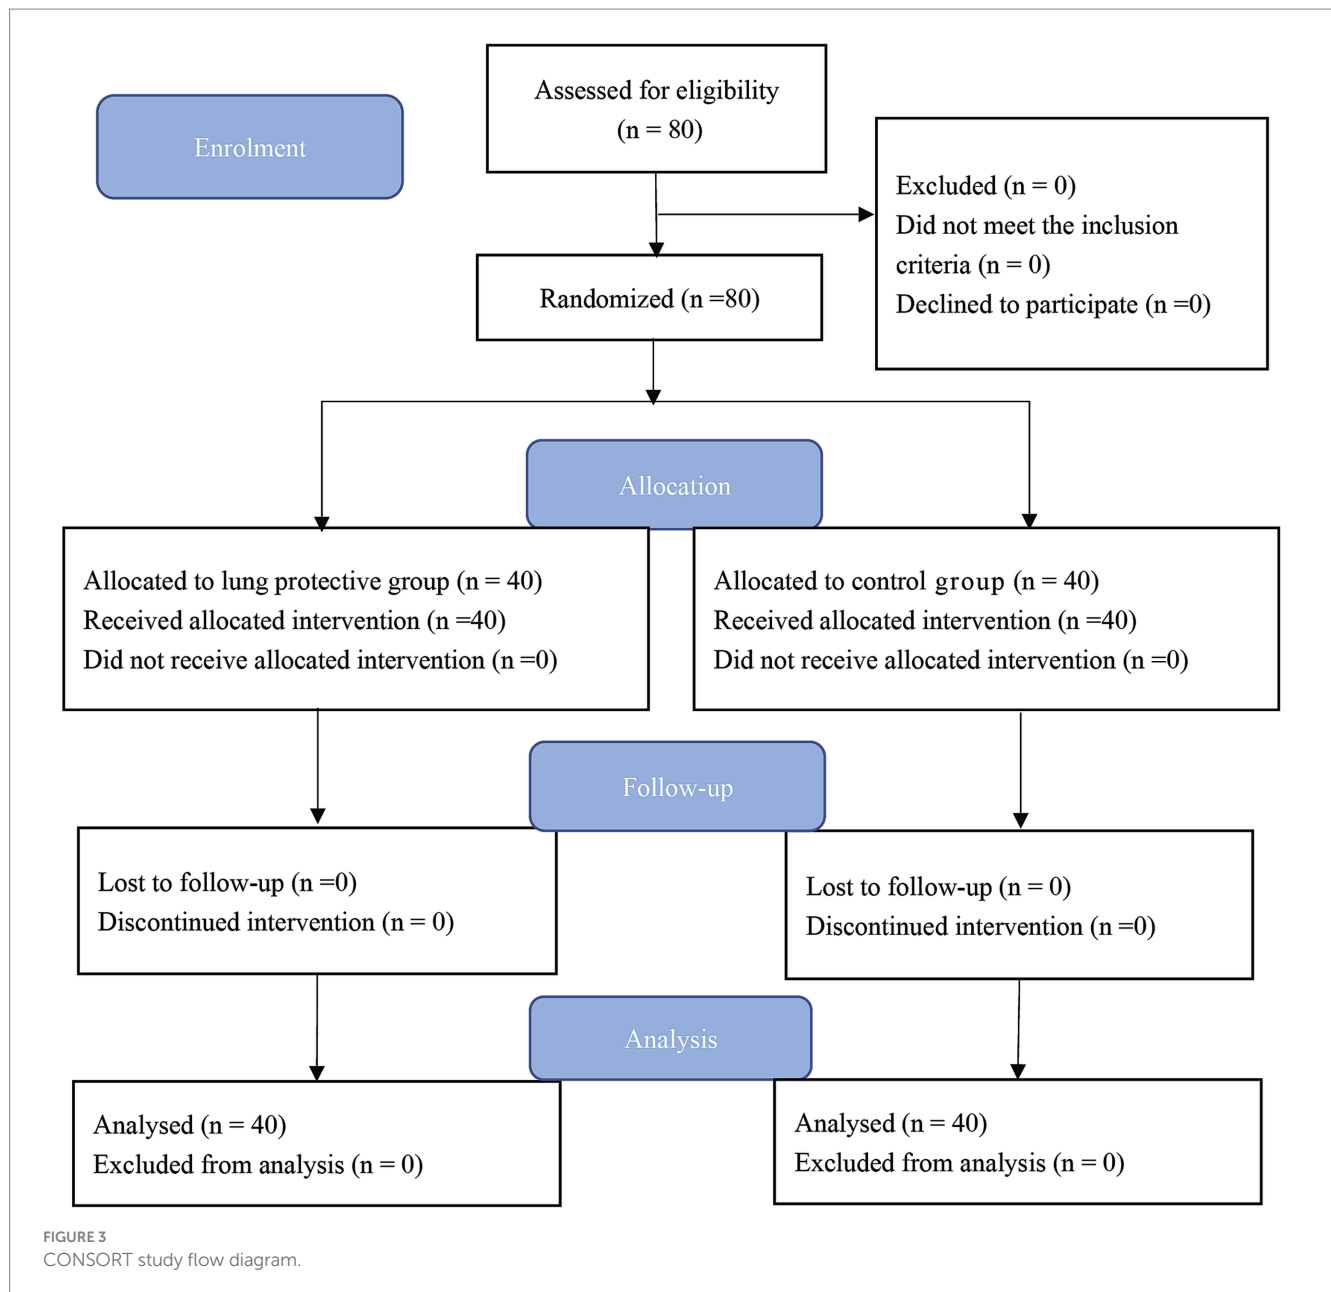 Enrolment
Assessed for eligibility
(n = 80)
Excluded (n = 0)
Did not meet the inclusion
criteria (n = 0)
Declined to participate (n =0)
Randomized (n =80)
Allocation
Allocated to lung protective group (n = 40)
Received allocated intervention (n =40)
Did not receive allocated intervention (n =0)
Allocated to control group (n = 40)
Received allocated intervention (n =40)
Did not receive allocated intervention (n =0)
Follow-up
Lost to follow-up (n =0)
Discontinued intervention (n = 0)
Lost to follow-up (n = 0)
Discontinued intervention (n =0)
Analysis
Analysed (n = 40)
Excluded from analysis (n = 0)
Analysed (n = 40)
Excluded from analysis (n = 0)
FIGURE 3
CONSORT study flow diagram.